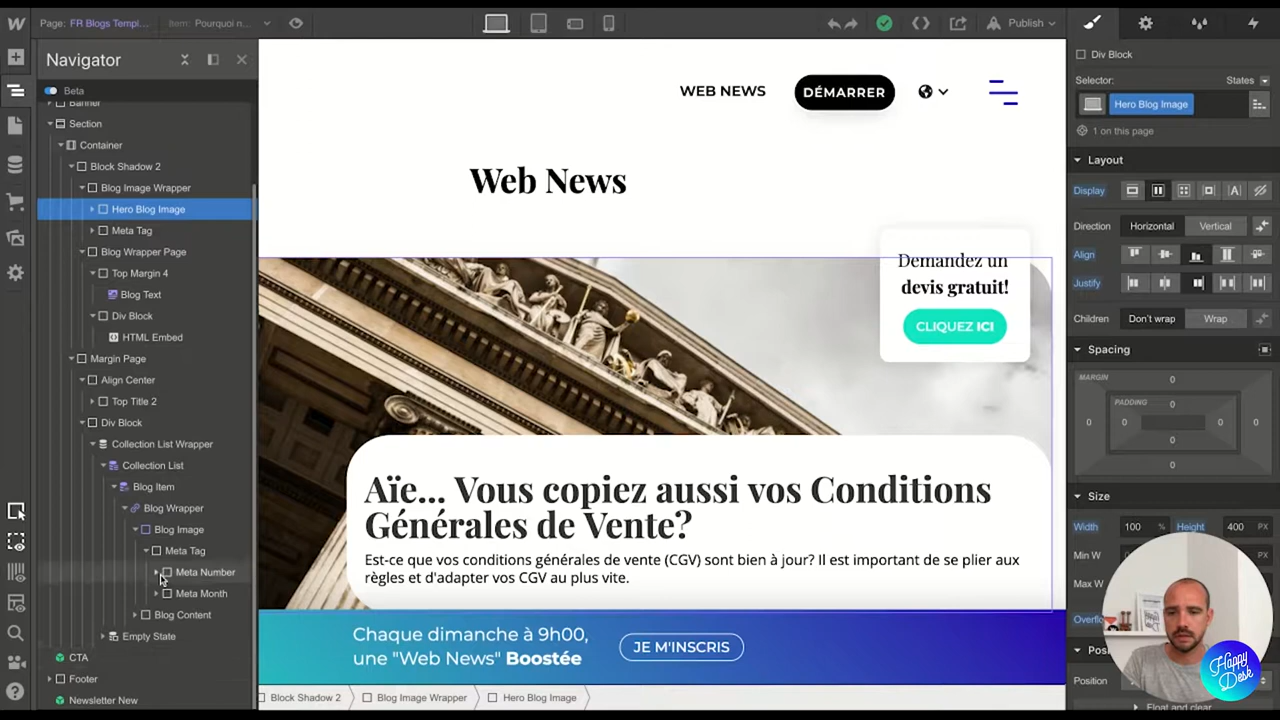 Page: FR Blogs Templ... Item: Pourquoi n...
Publish
Navigator
Beta
Banner
Section
Container
Block Shadow 2
Blog Image Wrapper
Hero Blog Image
Meta Tag
Blog Wrapper Page
Top Margin 4
Blog Text
Div Block
HTML Embed
Margin Page
Align Center
Top Title 2
Div Block
Collection List Wrapper
Collection List
Blog Item
Blog Wrapper
Blog Image
Meta Tag
Meta Number
Meta Month
Blog Content
Empty State
CTA
Footer
Newsletter New
WEB NEWS
DÉMARRER
Web News
Demandez un
devis gratuit!
CLIQUEZ ICI
Aïe... Vous copiez aussi vos Conditions
Générales de Vente?
Est-ce que vos conditions générales de vente (CGV) sont bien à jour? Il est important de se plier aux
règles et d'adapter vos CGV au plus vite.
Chaque dimanche à 9h00,
une "Web News" Boostée
JE M'INSCRIS
Block Shadow 2 Blog Image Wrapper Hero Blog Image
Div Block
Selector: States
Hero Blog Image
1 on this page
Layout
Display
Direction Horizontal Vertical
Align
Justify
Children Don't wrap Wrap
Spacing
MARGIN
0
PADDING
0
0 0 0 0
0
0
Size
Width 100 % Height 400 PX
Min W
Max W
Overflo
Posi
Position
Float and clear
Happy
Desk